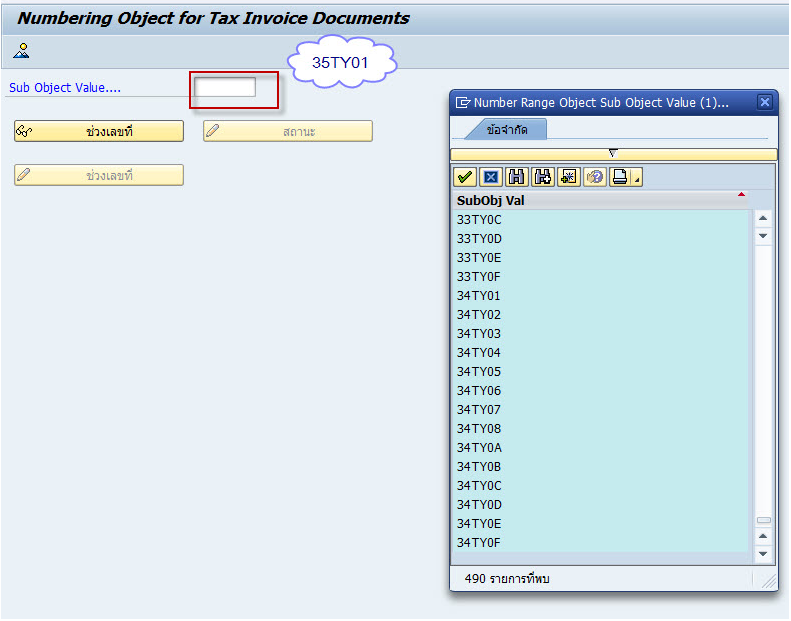 Numbering Object for Tax Invoice Documents
35TY01
Sub Object Value....
ช่วงเลขที่
สถานะ
ช่วงเลขที่
Number Range Object Sub Object Value (1)...
ข้อจำกัด
SubObj Val
33TY0C
33TY0D
33TY0E
33TY0F
34TY01
34TY02
34TY03
34TY04
34TY05
34TY06
34TY07
34TY08
34TY0A
34TY0B
34TY0C
34TY0D
34TY0E
34TY0F
490 รายการที่พบ